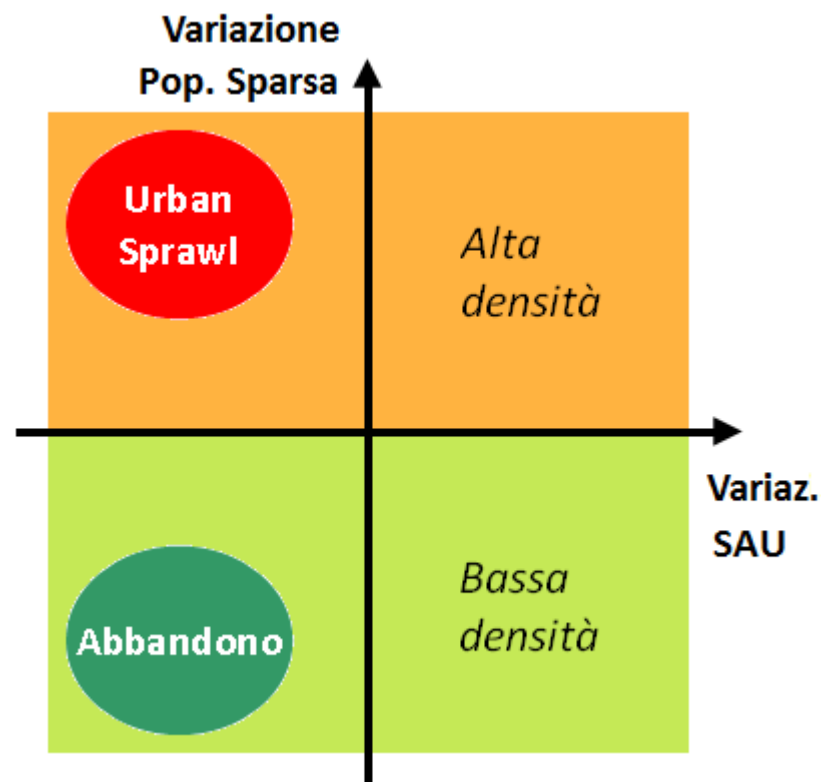 Variazione
Pop. Sparsa
Urban
Sprawl
Alta
densità
Variaz.
SAU
Bassa
densità
Abbandono